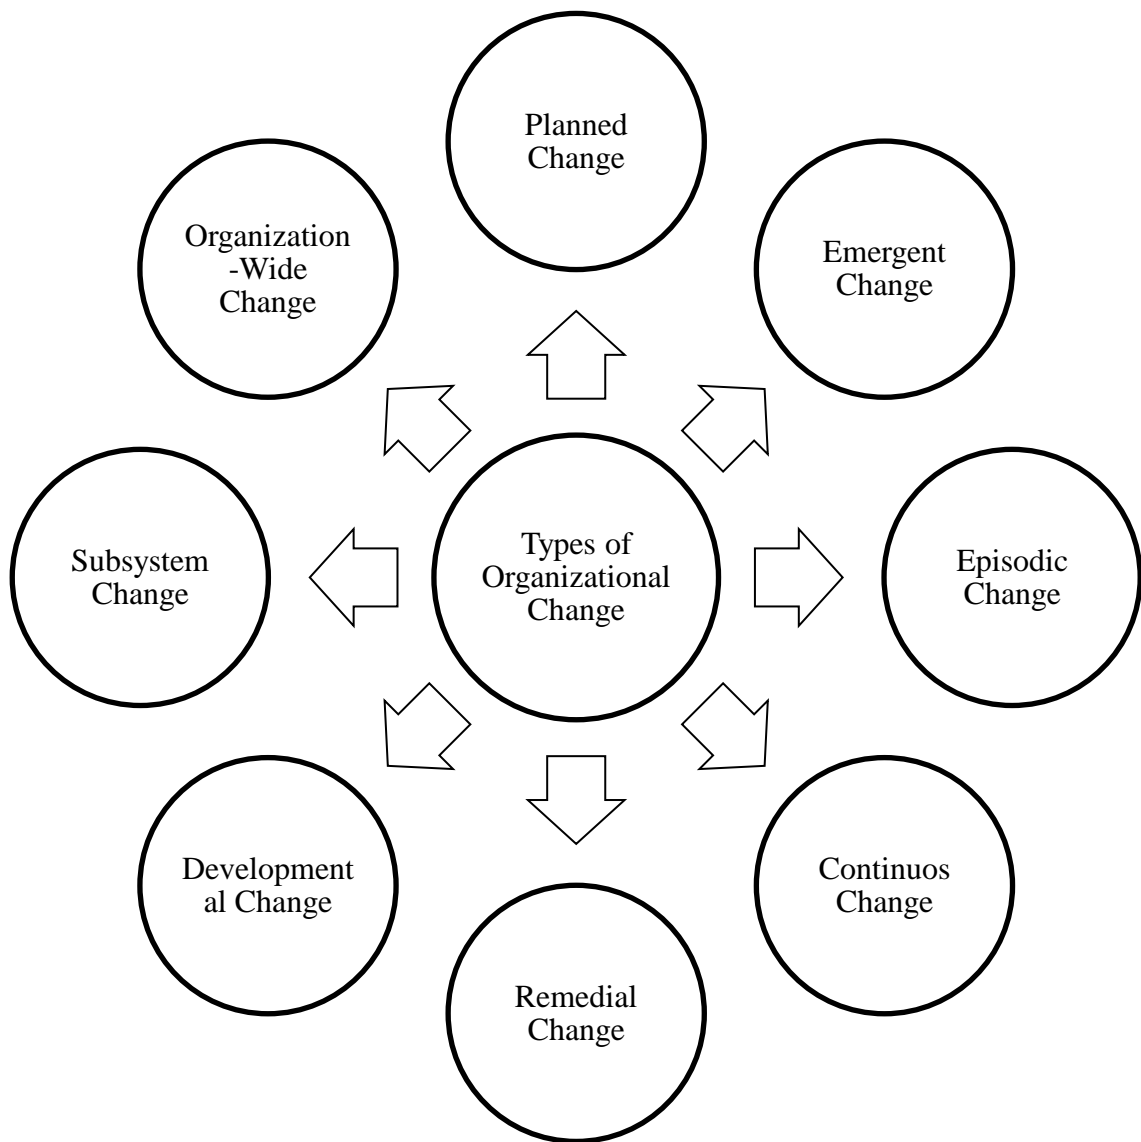 Planned
Change
Organization
-Wide
Change
Emergent
Change
Subsystem
Change
Types of
Organizational
Change
Episodic
Change
Development
al Change
Continuos
Change
Remedial
Change